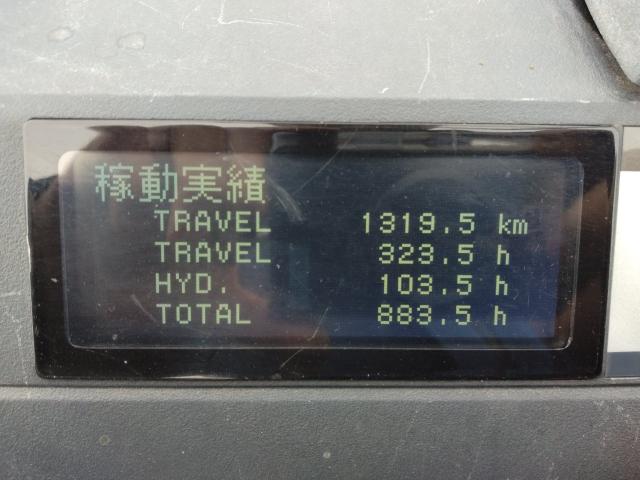 稼動実績
TRAVEL 1319.5 km
TRAVEL 323.5 h
HYD. 103.5 h
TOTAL 883.5 h